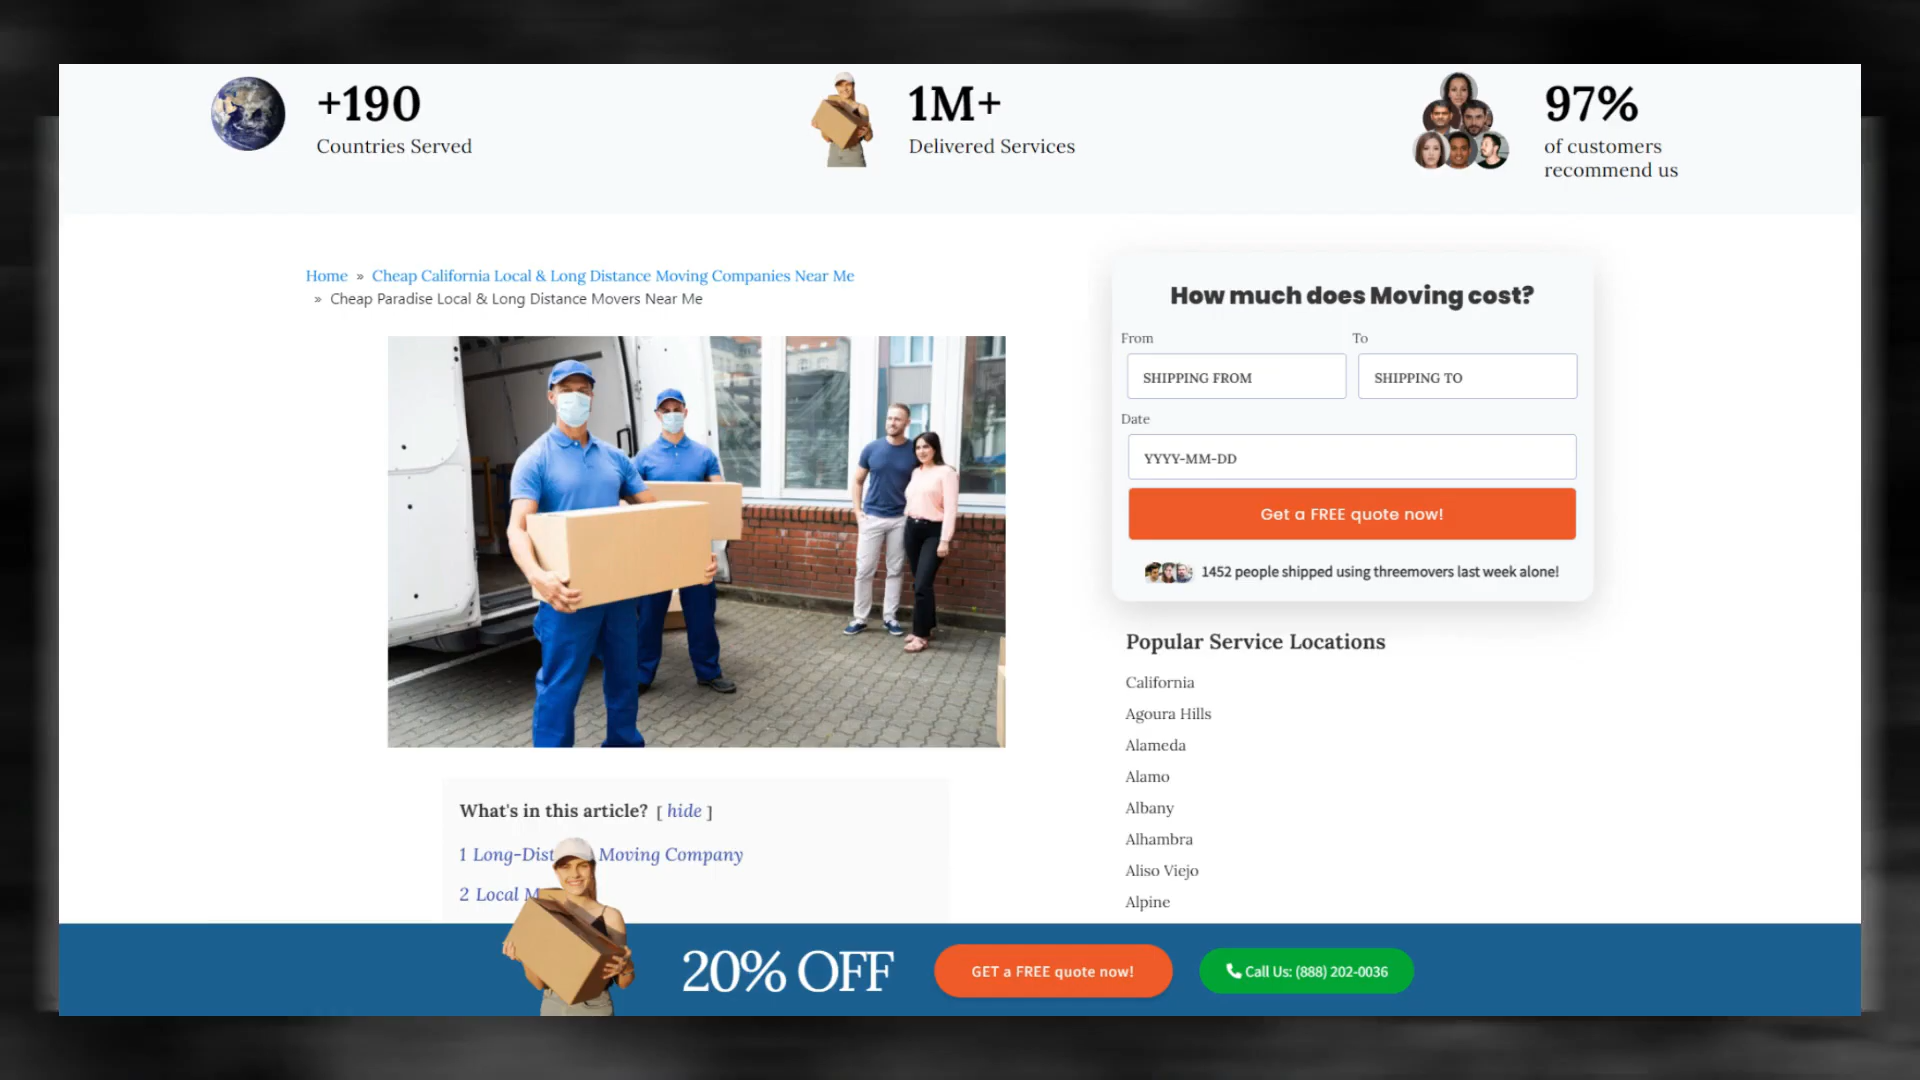 +190
Countries Served
1M+
Delivered Services
97%
of customers
recommend us
Home » Cheap California Local & Long Distance Moving Companies Near Me
» Cheap Paradise Local & Long Distance Movers Near Me
What's in this article? [ hide ]
1 Long-Dist Moving Company
2 Local M
How much does Moving cost?
From
To
SHIPPING FROM
SHIPPING TO
Date
YYYY-MM-DD
Get a FREE quote now!
1452 people shipped using threemovers last week alone!
Popular Service Locations
California
Agoura Hills
Alameda
Alamo
Albany
Alhambra
Aliso Viejo
Alpine
20% OFF
GET a FREE quote now!
Call Us: (888) 202-0036